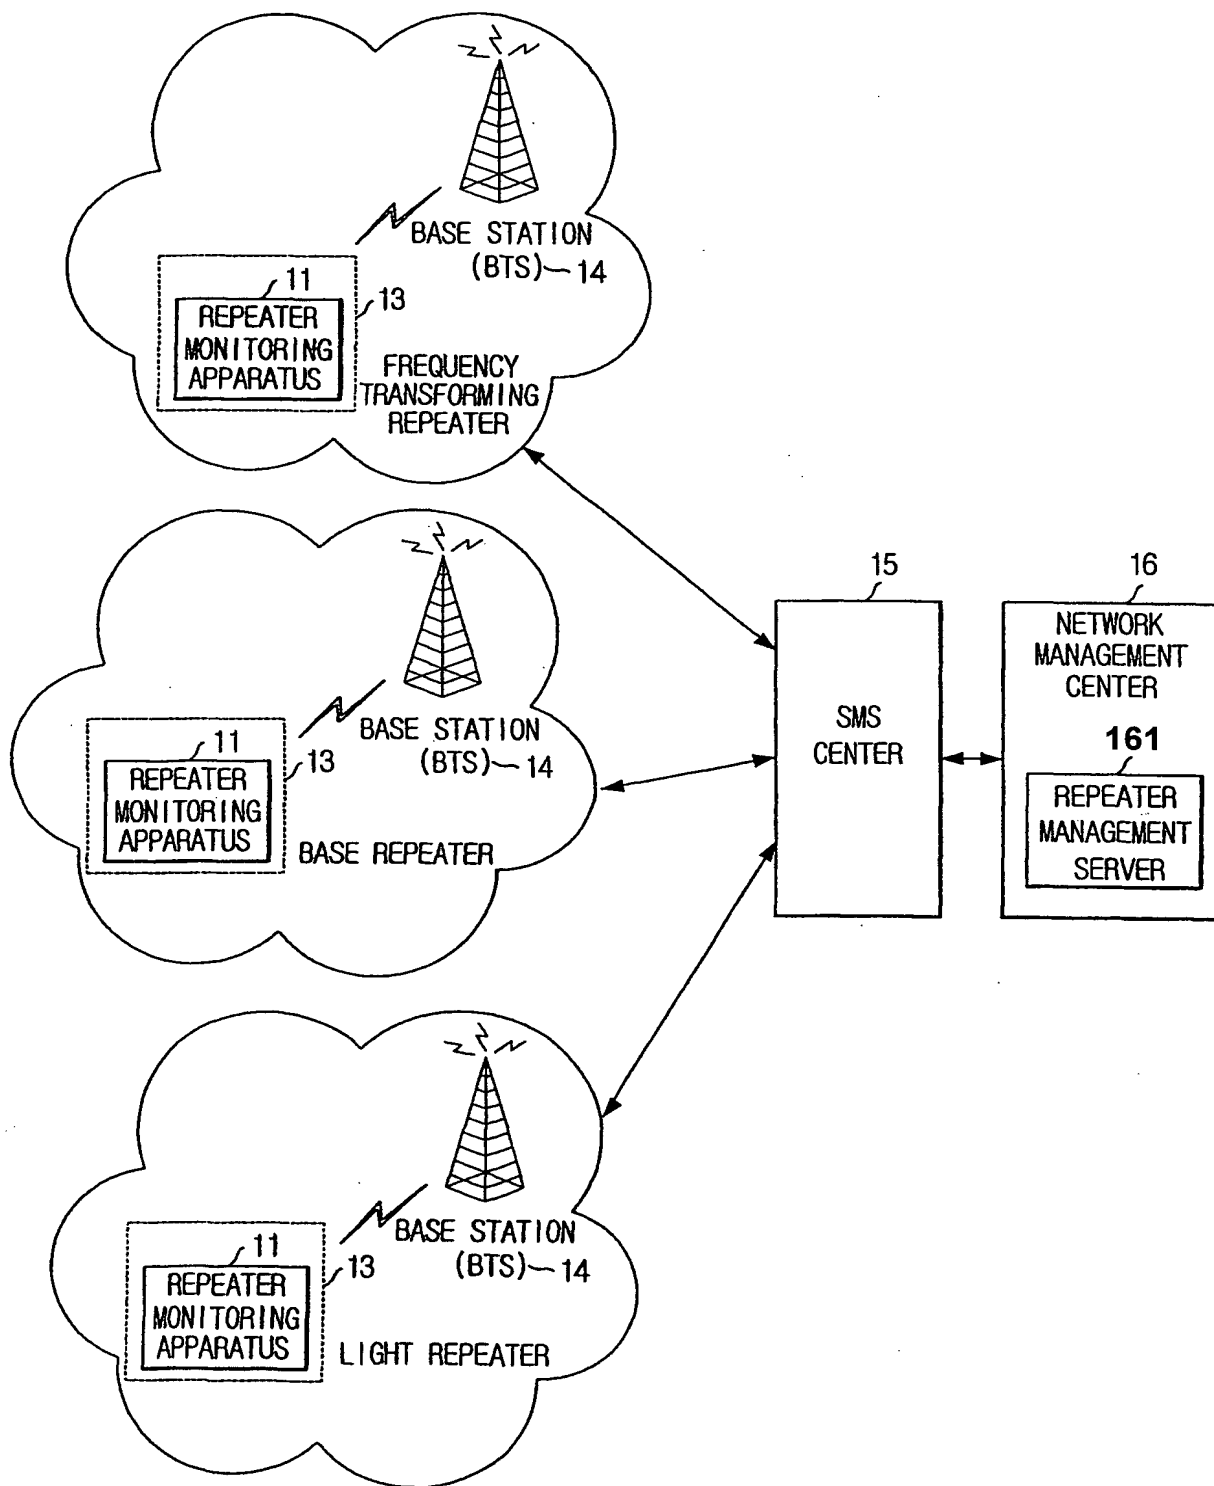 BASE STATION
(BTS) 14
11
13
REPEATER
MONITORING
APPARATUS
FREQUENCY
TRANSFORMING
REPEATER
BASE STATION
(BTS) 14
11
13
REPEATER
MONITORING
APPARATUS
BASE REPEATER
15
SMS
CENTER
16
NETWORK
MANAGEMENT
CENTER
161
REPEATER
MANAGEMENT
SERVER
BASE STATION
(BTS) 14
11
13
REPEATER
MONITORING
APPARATUS
LIGHT REPEATER